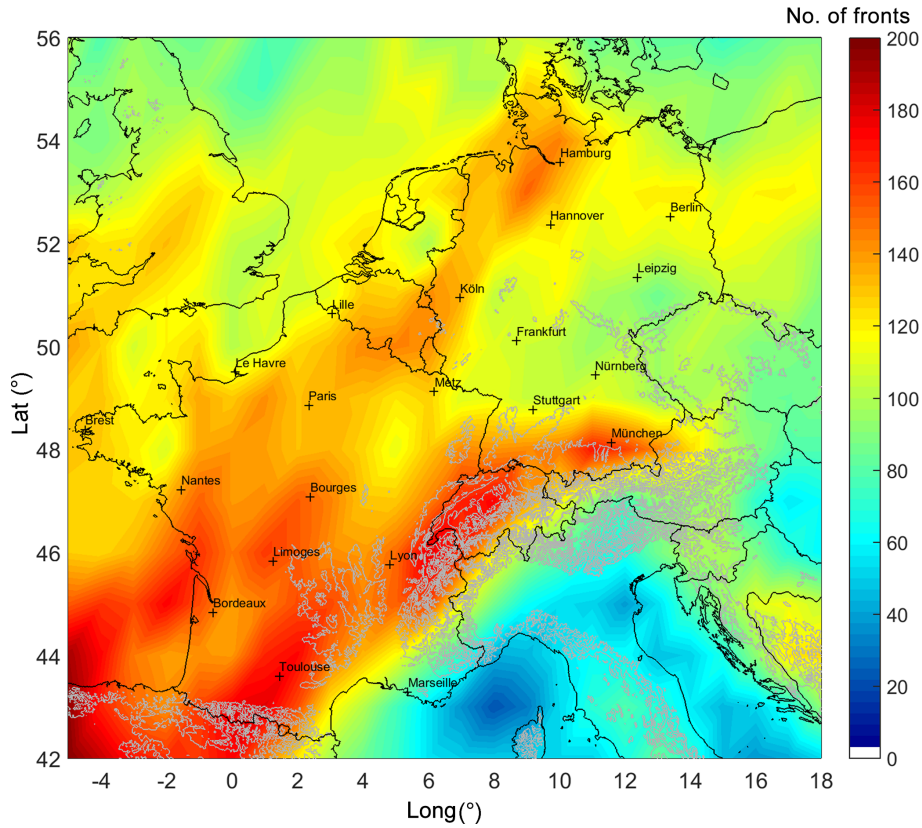 No. of fronts
56
54
52
50
48
46
44
42
Lat (°)
-4
-2
0
2
4
6
8
10
12
14
16
18
Long(°)
200
180
160
140
120
100
80
60
40
20
0
Hamburg
Hannover
Berlin
Leipzig
Köln
Lille
Frankfurt
Le Havre
Nürnberg
Metz
Paris
Stuttgart
Brest
München
Nantes
Bourges
Limoges
Lyon
Bordeaux
Toulouse
Marseille